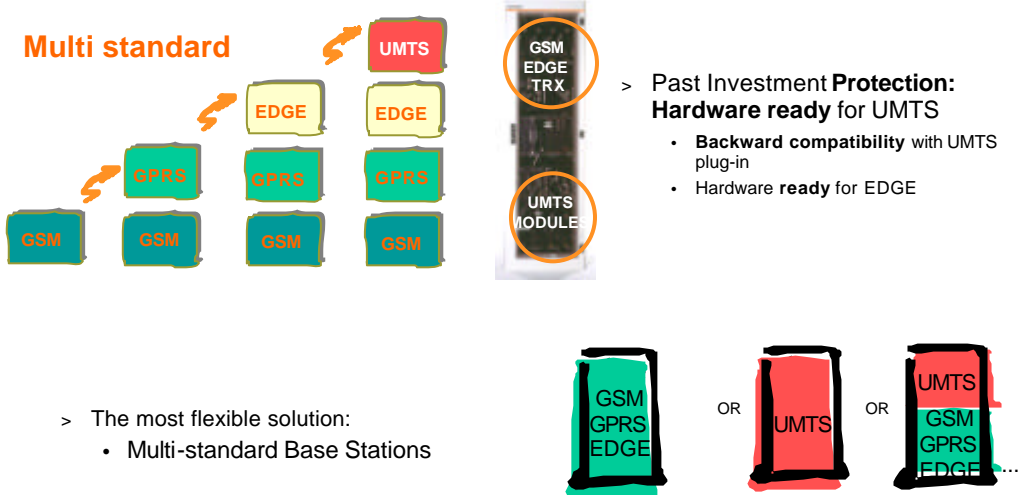 Multi standard
UMTS
EDGE
EDGE
GPRS
GPRS
GPRS
GSM
GSM
GSM
GSM
GSM
EDGE
TRX
UMTS
MODULES
> Past Investment Protection:
Hardware ready for UMTS
• Backward compatibility with UMTS
plug-in
• Hardware ready for EDGE
> The most flexible solution:
• Multi-standard Base Stations
GSM
GPRS
EDGE
OR
UMTS
OR
UMTS
GSM
GPRS
EDGE
...